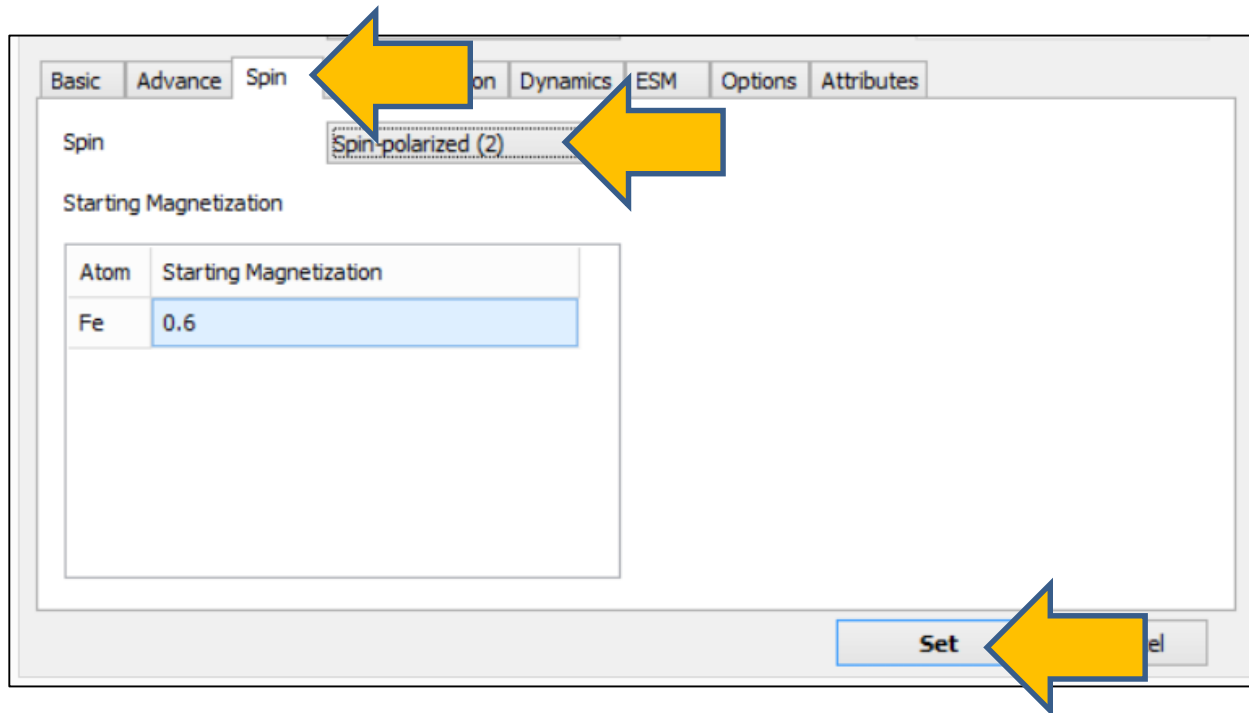 Basic Advance Spin on Dynamics ESM Options Attributes
Spin Spin-polarized (2)
Starting Magnetization
Atom Starting Magnetization
Fe 0.6
Set el